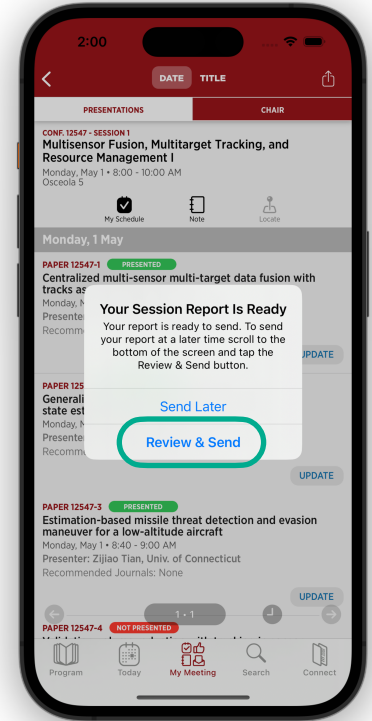 2:00
DATE TITLE
PRESENTATIONS CHAIR
CONF. 12547 - SESSION 1
Multisensor Fusion, Multitarget Tracking, and
Resource Management I
Monday, May 1 • 8:00 - 10:00 AM
Osceola 5
My Schedule Note Locate
Monday, 1 May
PAPER 12547-1 PRESENTED
Centralized multi-sensor multi-target data fusion with
tracks as
Monday, M
Presente
Recomm
UPDATE
Your Session Report Is Ready
Your report is ready to send. To send
your report at a later time scroll to the
bottom of the screen and tap the
Review & Send button.
Send Later
Review & Send
PAPER 125
Generali
state est
Monday, M
Presente
Recomm
UPDATE
PAPER 12547-3 PRESENTED
Estimation-based missile threat detection and evasion
maneuver for a low-altitude aircraft
Monday, May 1 • 8:40 - 9:00 AM
Presenter: Zijiao Tian, Univ. of Connecticut
Recommended Journals: None
UPDATE
1 • 1
PAPER 12547-4 NOT PRESENTED
Program Today My Meeting Search Connect